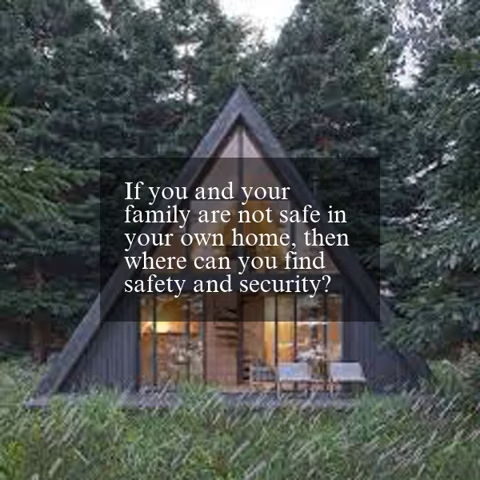 If you and your
family are not safe in
your own home, then
where can you find
safety and security?